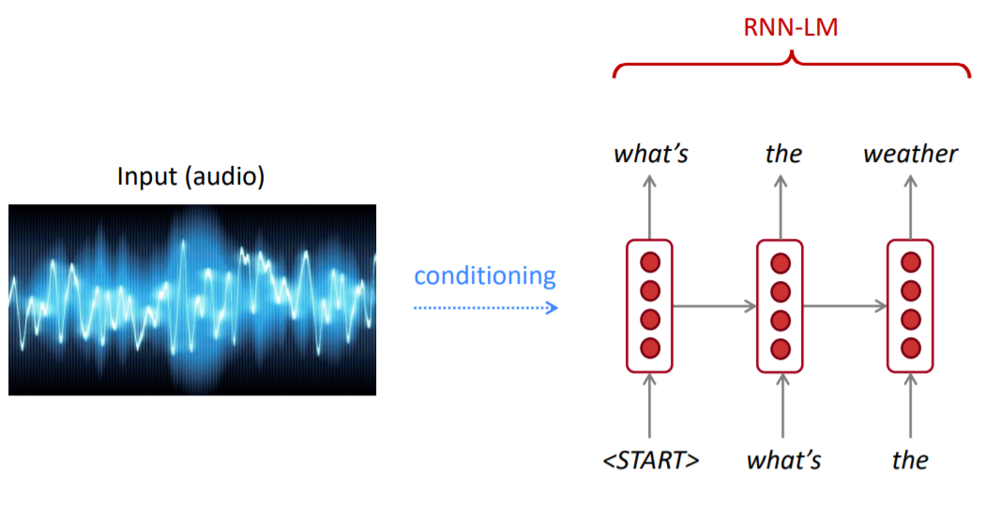 RNN-LM
what's the weather
Input (audio)
conditioning
<START> what's the